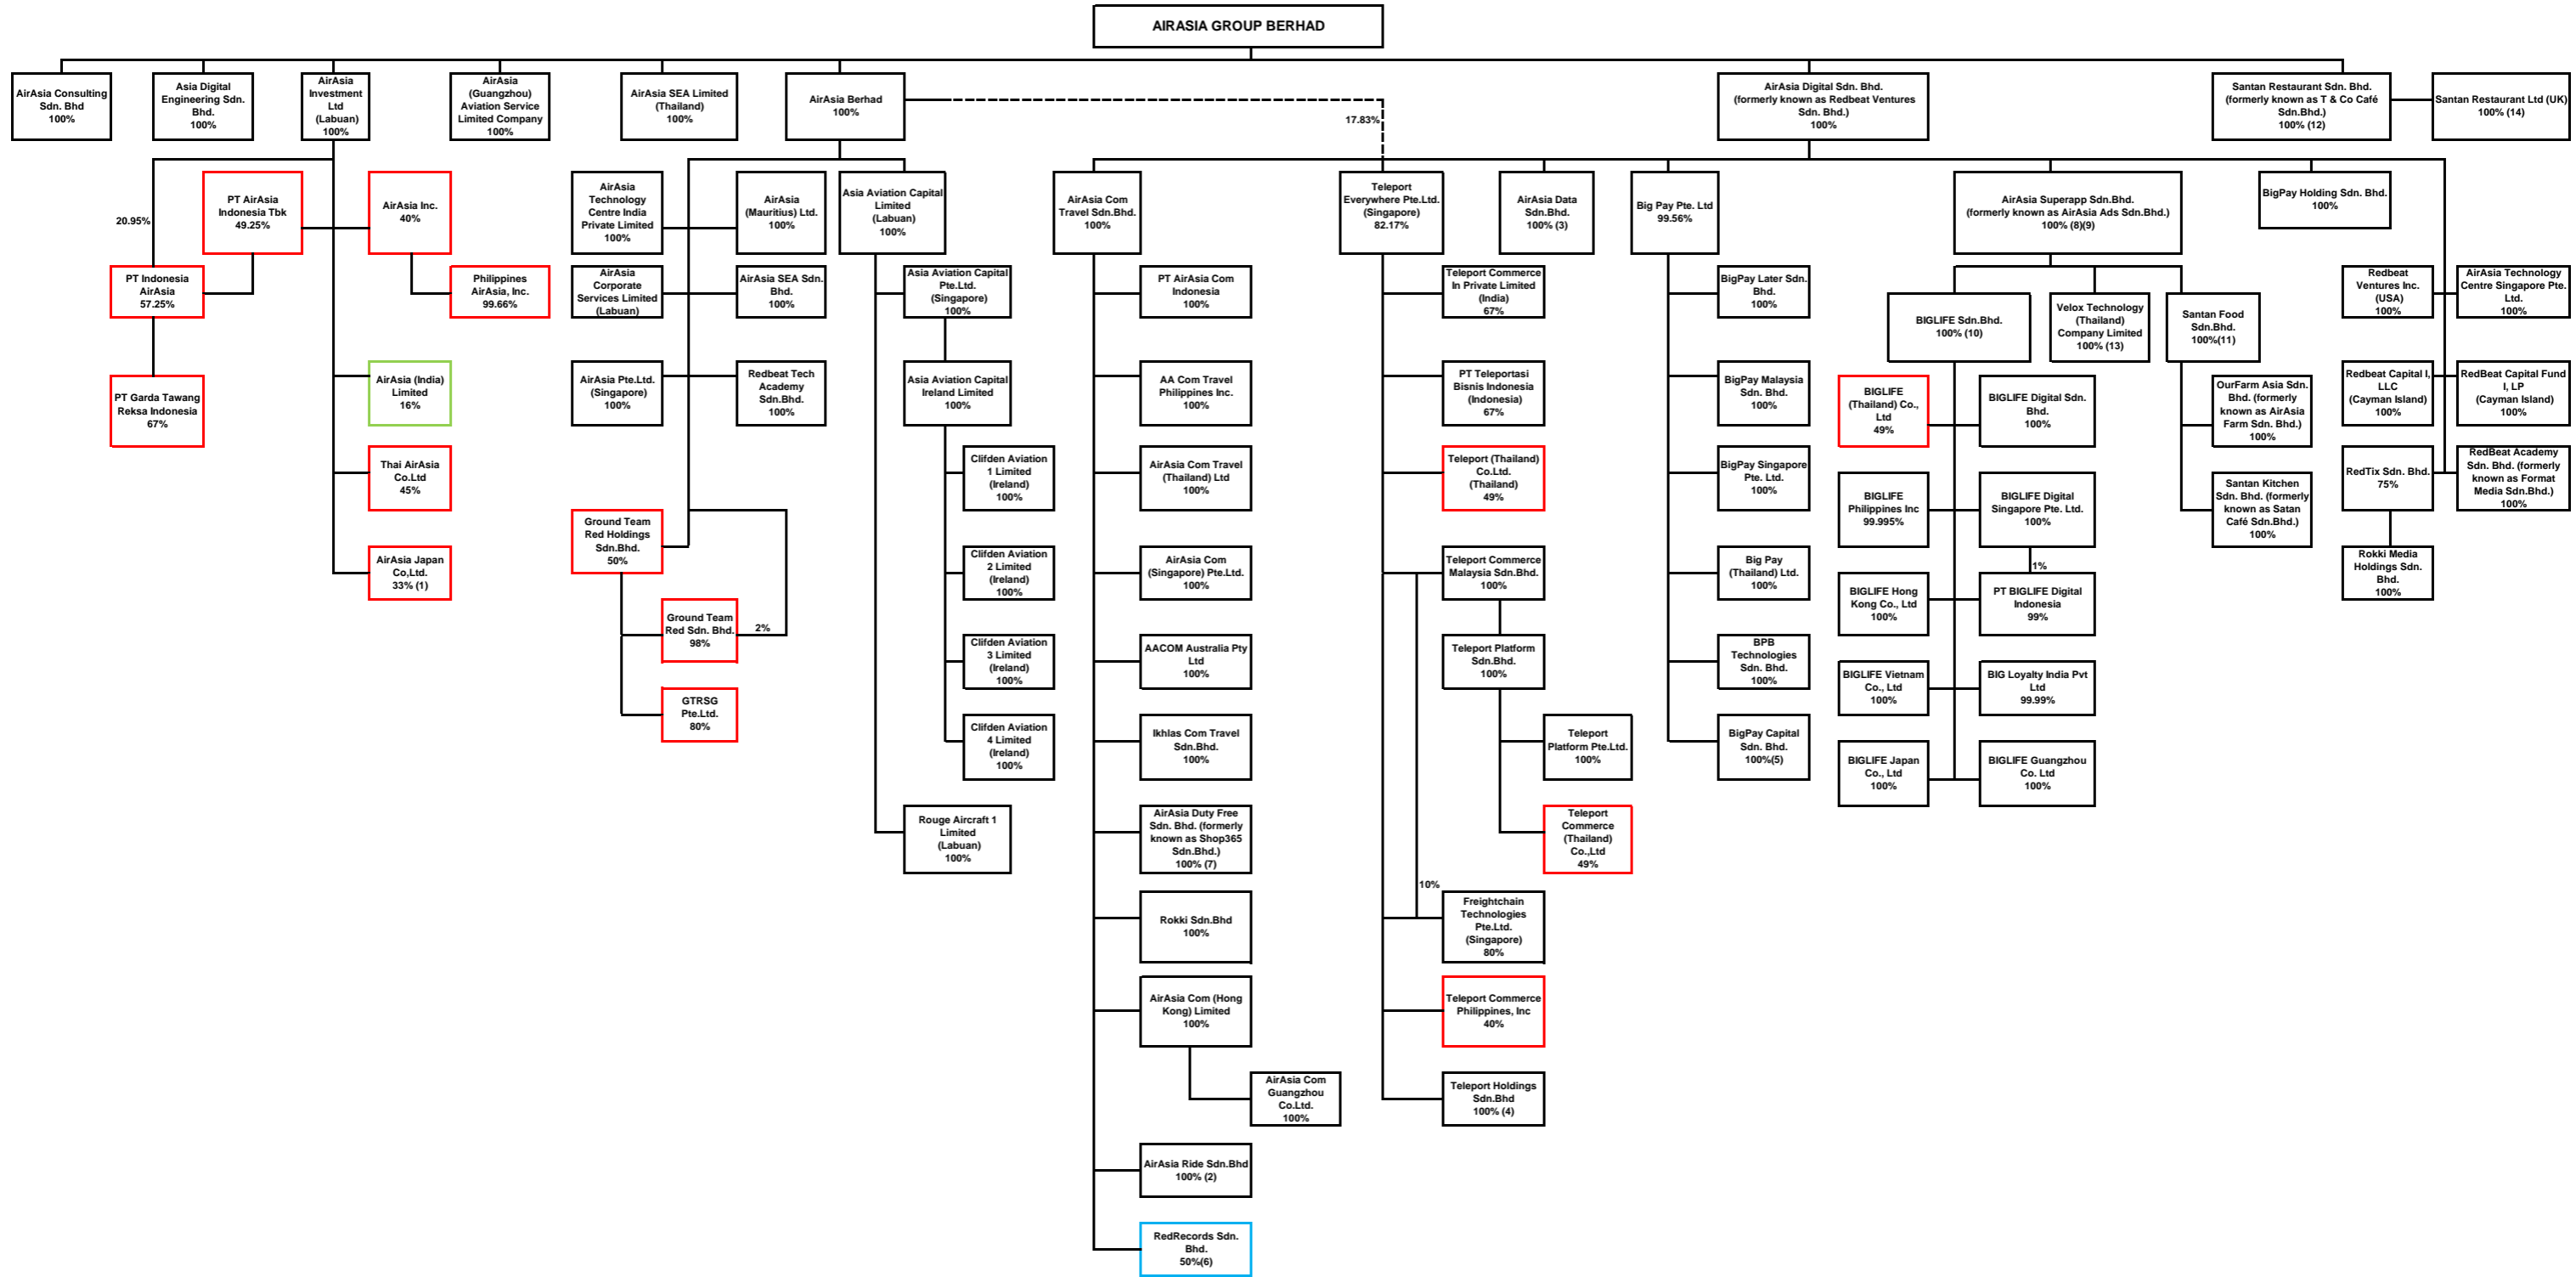 AIRASIA GROUP BERHAD
AirAsia Consulting
Sdn. Bhd
100%
Asia Digital
Engineering Sdn.
Bhd.
100%
AirAsia
Investment
Ltd
(Labuan)
100%
AirAsia
(Guangzhou)
Aviation Service
Limited Company
100%
AirAsia SEA Limited
(Thailand)
100%
AirAsia Berhad
100%
17.83%
AirAsia Digital Sdn. Bhd.
(formerly known as Redbeat Ventures
Sdn. Bhd.)
100%
Santan Restaurant Sdn. Bhd.
(formerly known as T & Co Café
Sdn.Bhd.)
100% (12)
Santan Restaurant Ltd (UK)
100% (14)
20.95%
PT AirAsia
Indonesia Tbk
49.25%
AirAsia Inc.
40%
PT Indonesia
AirAsia
57.25%
Philippines
AirAsia, Inc.
99.66%
PT Garda Tawang
Reksa Indonesia
67%
AirAsia (India)
Limited
16%
Thai AirAsia
Co.Ltd
45%
AirAsia Japan
Co,Ltd.
33% (1)
AirAsia
Technology
Centre India
Private Limited
100%
AirAsia
(Mauritius) Ltd.
100%
AirAsia
Corporate
Services Limited
(Labuan)
AirAsia SEA Sdn.
Bhd.
100%
AirAsia Pte.Ltd.
(Singapore)
100%
Redbeat Tech
Academy
Sdn.Bhd.
100%
Ground Team
Red Holdings
Sdn.Bhd.
50%
Ground Team
Red Sdn. Bhd.
98%
2%
GTRSG
Pte.Ltd.
80%
Asia Aviation Capital
Limited
(Labuan)
100%
Asia Aviation Capital
Pte.Ltd.
(Singapore)
100%
Asia Aviation Capital
Ireland Limited
100%
Clifden Aviation
1 Limited
(Ireland)
100%
Clifden Aviation
2 Limited
(Ireland)
100%
Clifden Aviation
3 Limited
(Ireland)
100%
Clifden Aviation
4 Limited
(Ireland)
100%
Rouge Aircraft 1
Limited
(Labuan)
100%
AirAsia Com
Travel Sdn.Bhd.
100%
PT AirAsia Com
Indonesia
100%
AA Com Travel
Philippines Inc.
100%
AirAsia Com Travel
(Thailand) Ltd
100%
AirAsia Com
(Singapore) Pte.Ltd.
100%
AACOM Australia Pty
Ltd
100%
Ikhlas Com Travel
Sdn.Bhd.
100%
AirAsia Duty Free
Sdn. Bhd. (formerly
known as Shop365
Sdn.Bhd.)
100% (7)
Rokki Sdn.Bhd
100%
AirAsia Com (Hong
Kong) Limited
100%
AirAsia Com
Guangzhou
Co.Ltd.
100%
AirAsia Ride Sdn.Bhd
100% (2)
RedRecords Sdn.
Bhd.
50%(6)
Teleport
Everywhere Pte.Ltd.
(Singapore)
82.17%
Teleport Commerce
In Private Limited
(India)
67%
PT Teleportasi
Bisnis Indonesia
(Indonesia)
67%
Teleport (Thailand)
Co.Ltd.
(Thailand)
49%
Teleport Commerce
Malaysia Sdn.Bhd.
100%
Teleport Platform
Sdn.Bhd.
100%
Teleport
Platform Pte.Ltd.
100%
Teleport
Commerce
(Thailand)
Co.,Ltd
49%
10%
Freightchain
Technologies
Pte.Ltd.
(Singapore)
80%
Teleport Commerce
Philippines, Inc
40%
Teleport Holdings
Sdn.Bhd
100% (4)
AirAsia Data
Sdn.Bhd.
100% (3)
Big Pay Pte. Ltd
99.56%
BigPay Later Sdn.
Bhd.
100%
BigPay Malaysia
Sdn. Bhd.
100%
BigPay Singapore
Pte. Ltd.
100%
Big Pay
(Thailand) Ltd.
100%
BPB
Technologies
Sdn. Bhd.
100%
BigPay Capital
Sdn. Bhd.
100%(5)
AirAsia Superapp Sdn.Bhd.
(formerly known as AirAsia Ads Sdn.Bhd.)
100% (8)(9)
BIGLIFE Sdn.Bhd.
100% (10)
Velox Technology
(Thailand)
Company Limited
100% (13)
Santan Food
Sdn.Bhd.
100%(11)
BIGLIFE
(Thailand) Co.,
Ltd
49%
BIGLIFE Digital Sdn.
Bhd.
100%
BIGLIFE
Philippines Inc
99.995%
BIGLIFE Digital
Singapore Pte. Ltd.
100%
1%
BIGLIFE Hong
Kong Co., Ltd
100%
PT BIGLIFE Digital
Indonesia
99%
BIGLIFE Vietnam
Co., Ltd
100%
BIG Loyalty India Pvt
Ltd
99.99%
BIGLIFE Japan
Co., Ltd
100%
BIGLIFE Guangzhou
Co. Ltd
100%
OurFarm Asia Sdn.
Bhd. (formerly
known as AirAsia
Farm Sdn. Bhd.)
100%
Santan Kitchen
Sdn. Bhd. (formerly
known as Satan
Café Sdn.Bhd.)
100%
BigPay Holding Sdn. Bhd.
100%
Redbeat
Ventures Inc.
(USA)
100%
AirAsia Technology
Centre Singapore Pte.
Ltd.
100%
Redbeat Capital I,
LLC
(Cayman Island)
100%
RedBeat Capital Fund
I, LP
(Cayman Island)
100%
RedTix Sdn. Bhd.
75%
RedBeat Academy
Sdn. Bhd. (formerly
known as Format
Media Sdn.Bhd.)
100%
Rokki Media
Holdings Sdn.
Bhd.
100%